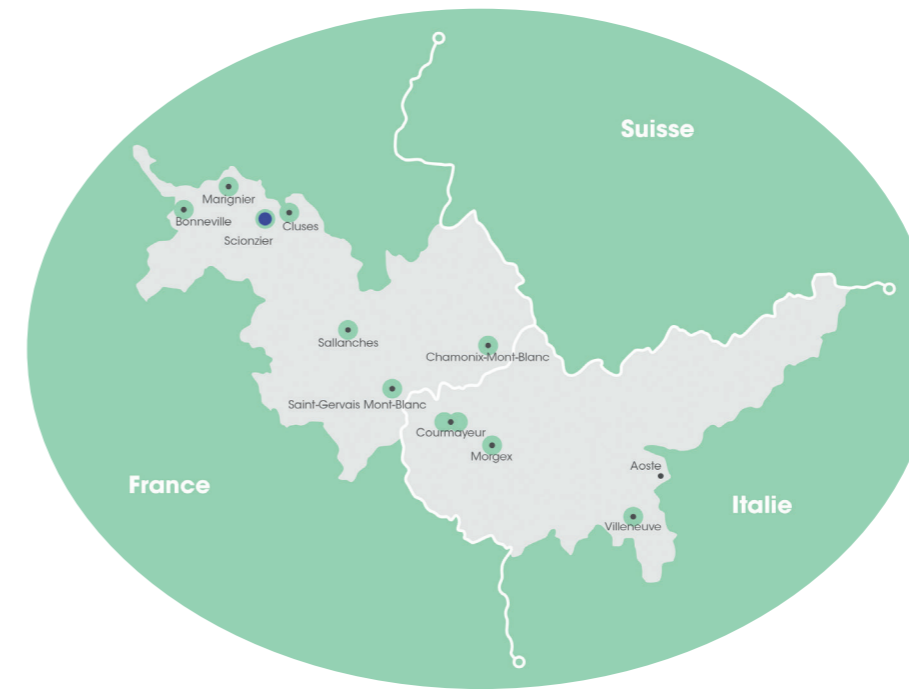 Suisse
Marignier
Bonneville
Cluses
Scionzier
Sallanches
Chamonix-Mont-Blanc
Saint-Gervais Mont-Blanc
Courmayeur
Morgex
Aoste
France
Italie
Villeneuve